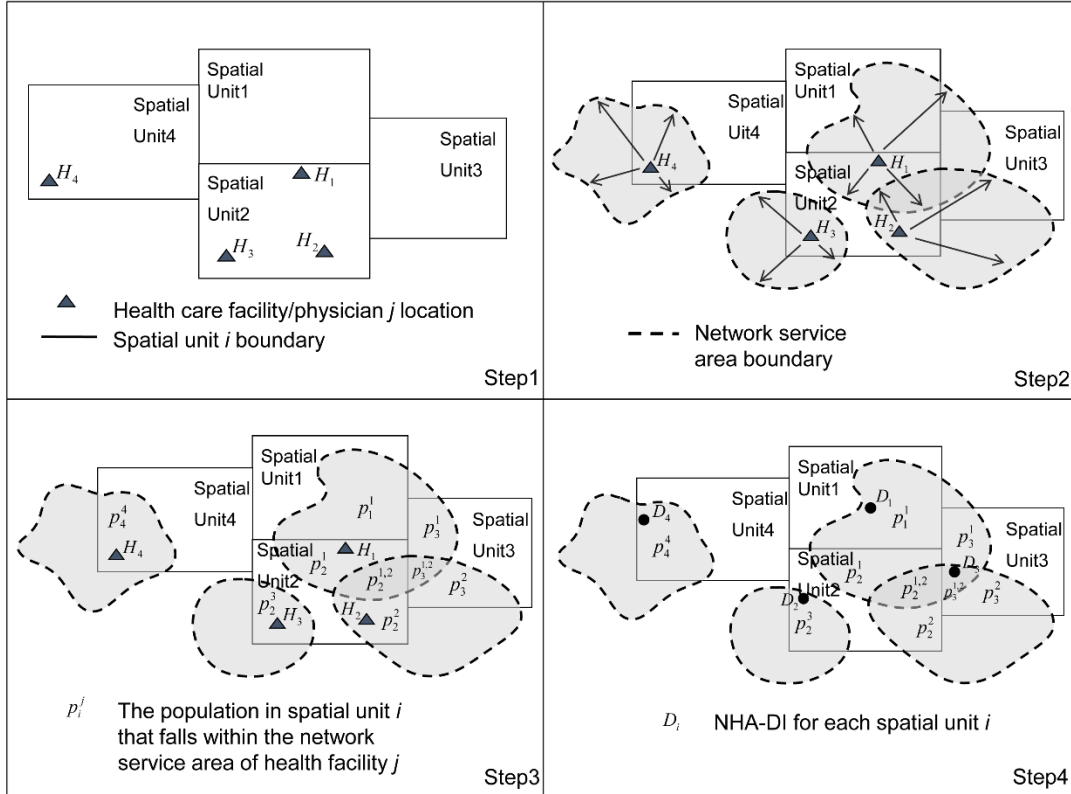 Spatial
Unit1
Spatial
Unit4
Spatial
Unit3
Spatial
Unit2
H₄
H₁
H₃
H₂
Health care facility/physician j location
Spatial unit i boundary
Step1
Spatial
Unit1
Spatial
Uit4
Spatial
Unit3
Spatial
Unit2
H₄
H₁
H₃
H₂
Network service
area boundary
Step2
Spatial
Unit1
Spatial
Unit4
Spatial
Unit3
Spatial
Unit2
p₄⁴
H₄
p₁¹
p₃¹
H₁
p₂¹
p₂¹,²
p₃¹,²
p₃²
p₂³
H₃
H₂
p₂²
pᵢʲ The population in spatial unit i
that falls within the network
service area of health facility j
Step3
Spatial
Unit1
Spatial
Unit4
Spatial
Unit3
Spatial
Unit2
D₄
p₄⁴
D₁
p₁¹
p₃¹
p₂¹
D₃
p₂¹,²
p₃¹,²
p₃²
D₂
p₂³
p₂²
Dᵢ NHA-DI for each spatial unit i
Step4